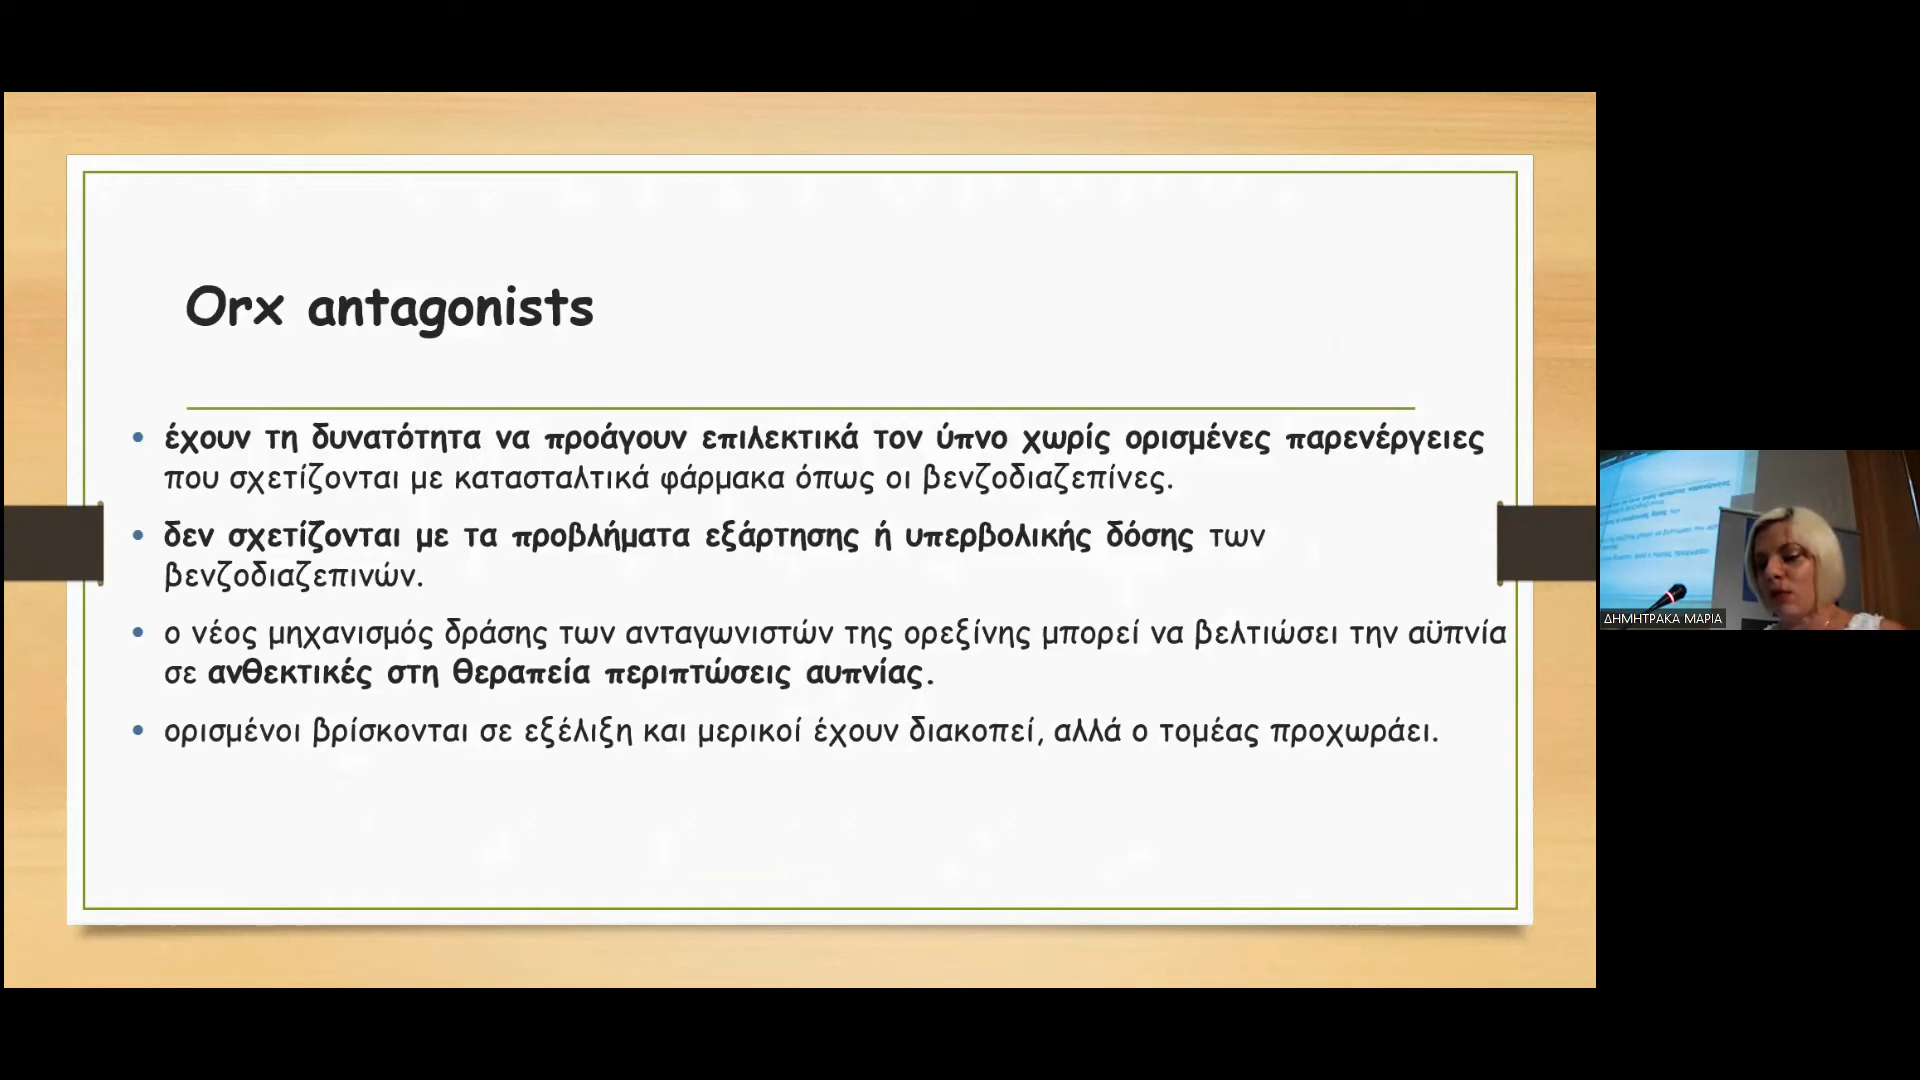 Orx antagonists
• έχουν τη δυνατότητα να προάγουν επιλεκτικά τον ύπνο χωρίς ορισμένες παρενέργειες
που σχετίζονται με κατασταλτικά φάρμακα όπως οι βενζοδιαζεπίνες.
• δεν σχετίζονται με τα προβλήματα εξάρτησης ή υπερβολικής δόσης των
βενζοδιαζεπινών.
• ο νέος μηχανισμός δράσης των ανταγωνιστών της ορεξίνης μπορεί να βελτιώσει την αϋπνία
σε ανθεκτικές στη θεραπεία περιπτώσεις αυπνίας.
• ορισμένοι βρίσκονται σε εξέλιξη και μερικοί έχουν διακοπεί, αλλά ο τομέας προχωράει.
ΔΗΜΗΤΡΑΚΑ ΜΑΡΙΑ